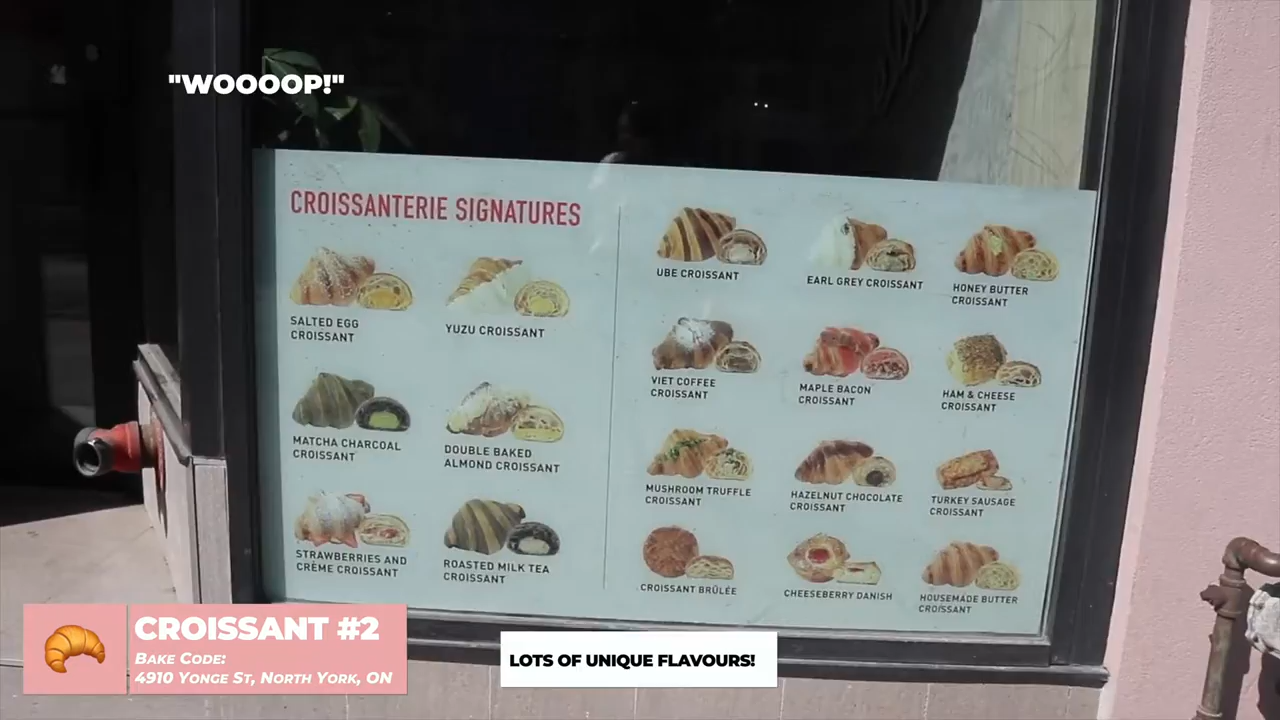 "WOOOOP!"
CROISSANTERIE SIGNATURES
SALTED EGG
CROISSANT
YUZU CROISSANT
MATCHA CHARCOAL
CROISSANT
DOUBLE BAKED
ALMOND CROISSANT
STRAWBERRIES AND
CRÈME CROISSANT
ROASTED MILK TEA
CROISSANT
UBE CROISSANT
EARL GREY CROISSANT
HONEY BUTTER
CROISSANT
VIET COFFEE
CROISSANT
MAPLE BACON
CROISSANT
HAM & CHEESE
CROISSANT
MUSHROOM TRUFFLE
CROISSANT
HAZELNUT CHOCOLATE
CROISSANT
TURKEY SAUSAGE
CROISSANT
CROISSANT BRÛLÉE
CHEESEBERRY DANISH
HOUSEMADE BUTTER
CROISSANT
CROISSANT #2
BAKE CODE:
4910 YONGE ST, NORTH YORK, ON
LOTS OF UNIQUE FLAVOURS!